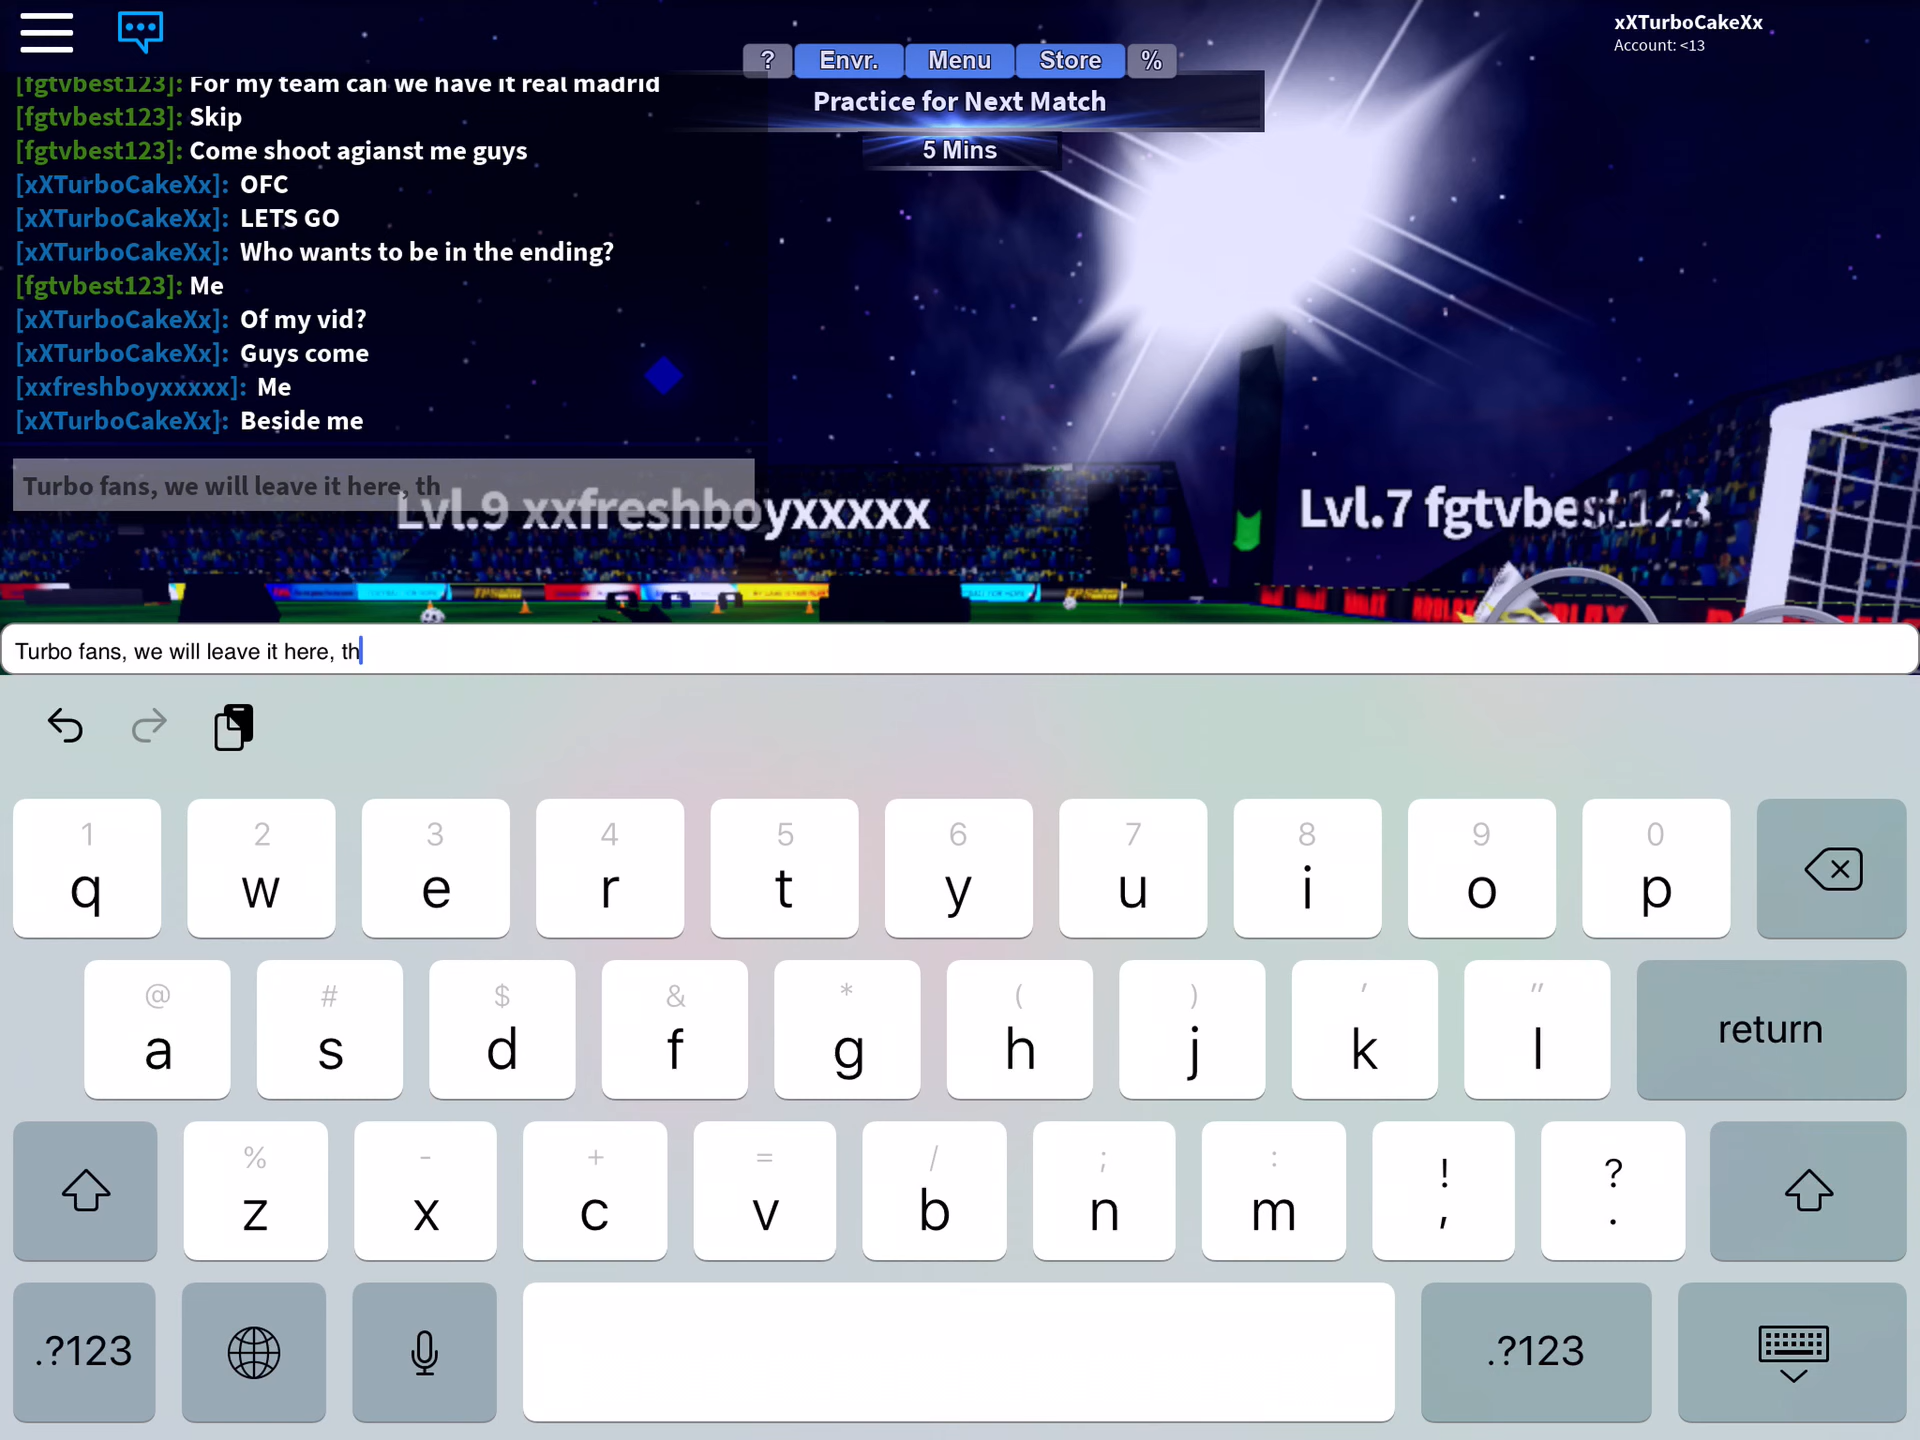 xXTurboCakeXx
Account: <13
? Envr. Menu Store %
Practice for Next Match
5 Mins
[fgtvbest123]: For my team can we have it real madrid
[fgtvbest123]: Skip
[fgtvbest123]: Come shoot agianst me guys
[xXTurboCakeXx]: OFC
[xXTurboCakeXx]: LETS GO
[xXTurboCakeXx]: Who wants to be in the ending?
[fgtvbest123]: Me
[xXTurboCakeXx]: Of my vid?
[xXTurboCakeXx]: Guys come
[xxfreshboyxxxxx]: Me
[xXTurboCakeXx]: Beside me
Turbo fans, we will leave it here, th
Lvl.9 xxfreshboyxxxxx
Lvl.7 fgtvbest123
Turbo fans, we will leave it here, th
1 2 3 4 5 6 7 8 9 0
q w e r t y u i o p
@ # $ & * ( ) ' "
a s d f g h j k l return
% - + = / ; : ! ?
z x c v b n m , .
.?123 .?123